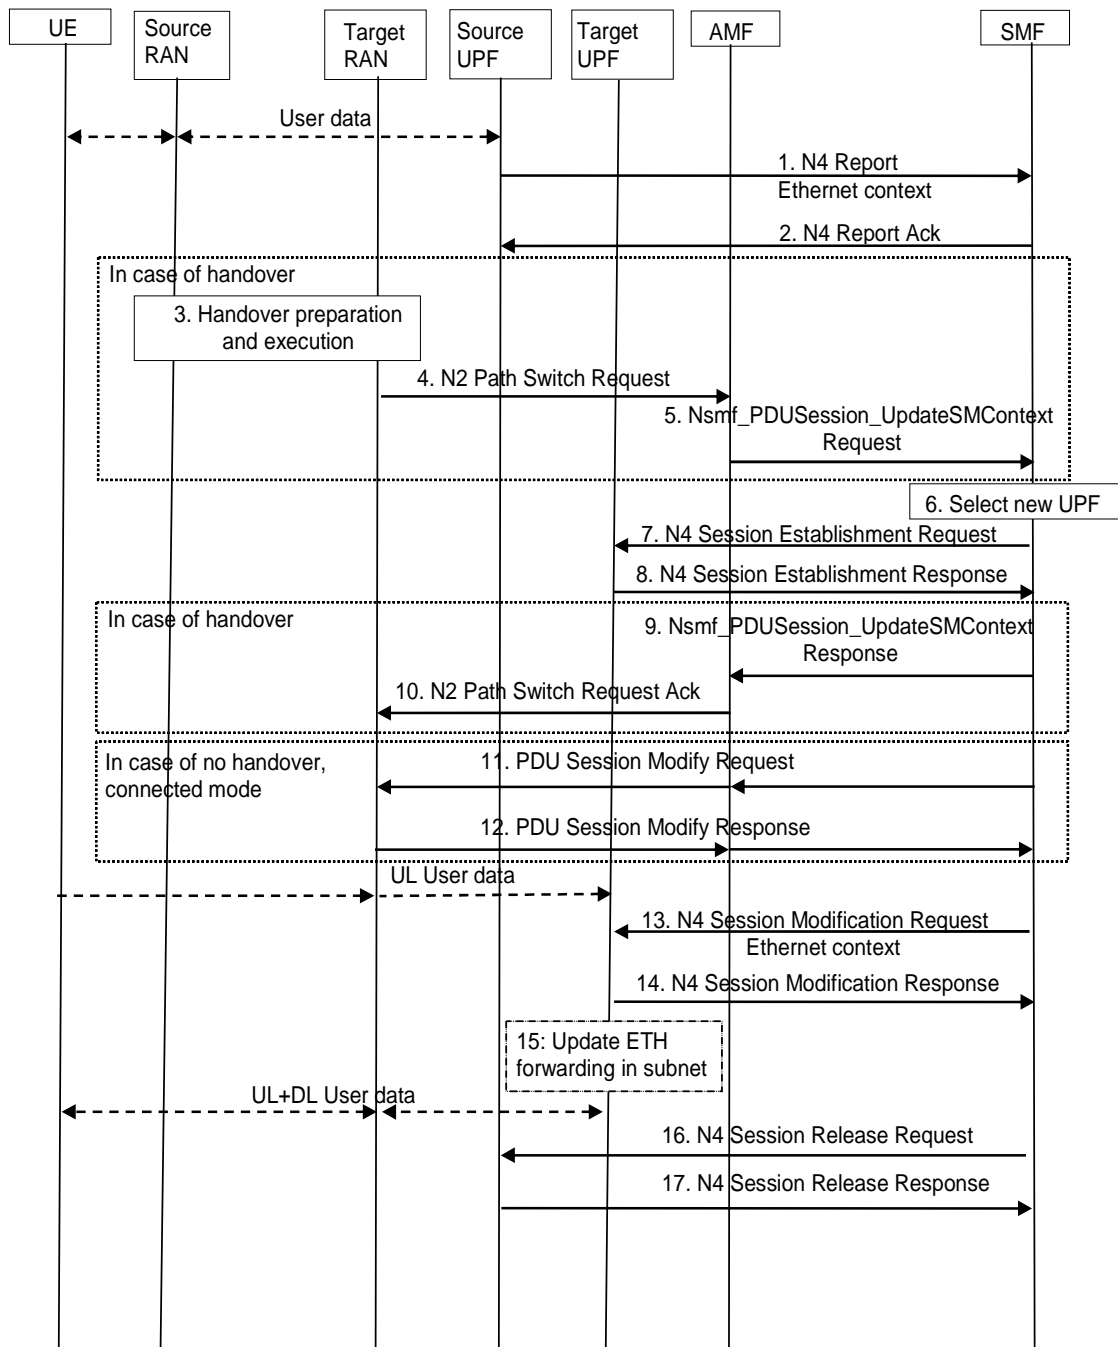 UE
Source
RAN
Target
RAN
Source
UPF
Target
UPF
AMF
SMF
User data
1. N4 Report
Ethernet context
2. N4 Report Ack
In case of handover
3. Handover preparation
and execution
4. N2 Path Switch Request
5. Nsmf_PDUSession_UpdateSMContext
Request
6. Select new UPF
7. N4 Session Establishment Request
8. N4 Session Establishment Response
In case of handover
9. Nsmf_PDUSession_UpdateSMContext
Response
10. N2 Path Switch Request Ack
In case of no handover,
connected mode
11. PDU Session Modify Request
12. PDU Session Modify Response
UL User data
13. N4 Session Modification Request
Ethernet context
14. N4 Session Modification Response
15: Update ETH
forwarding in subnet
UL+DL User data
16. N4 Session Release Request
17. N4 Session Release Response